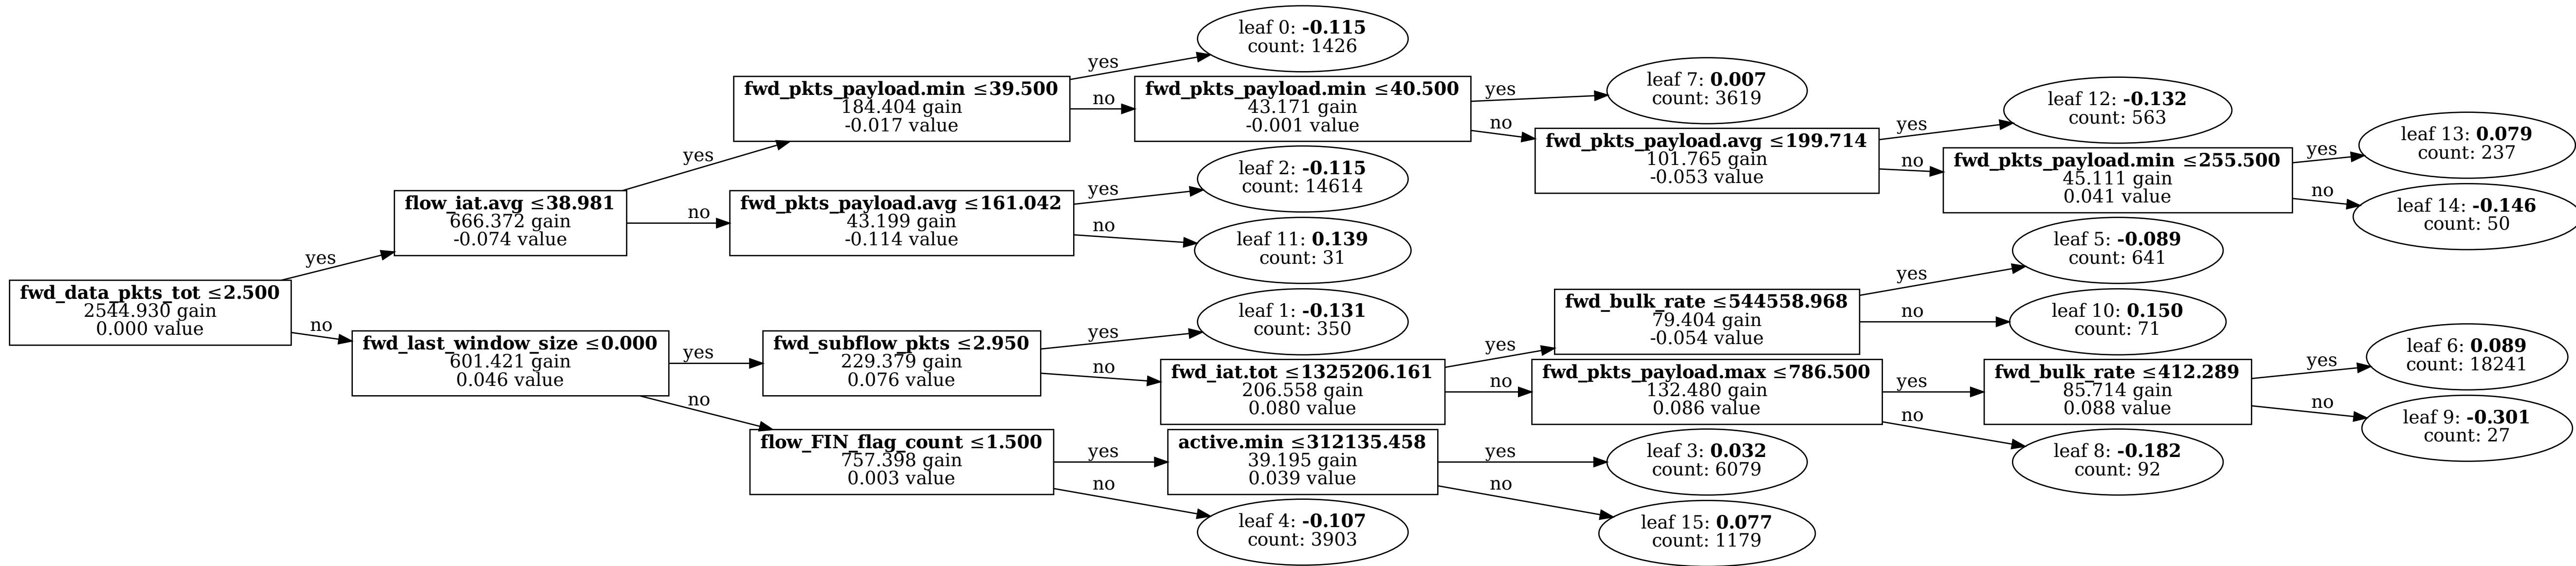 fwd_data_pkts_tot ≤2.500
2544.930 gain
0.000 value
yes
no
flow_iat.avg ≤38.981
666.372 gain
-0.074 value
yes
no
fwd_last_window_size ≤0.000
601.421 gain
0.046 value
yes
no
fwd_pkts_payload.min ≤39.500
184.404 gain
-0.017 value
yes
no
fwd_pkts_payload.avg ≤161.042
43.199 gain
-0.114 value
yes
no
fwd_subflow_pkts ≤2.950
229.379 gain
0.076 value
yes
no
flow_FIN_flag_count ≤1.500
757.398 gain
0.003 value
yes
no
leaf 0: -0.115
count: 1426
fwd_pkts_payload.min ≤40.500
43.171 gain
-0.001 value
yes
no
leaf 2: -0.115
count: 14614
leaf 11: 0.139
count: 31
leaf 1: -0.131
count: 350
fwd_iat.tot ≤1325206.161
206.558 gain
0.080 value
yes
no
active.min ≤312135.458
39.195 gain
0.039 value
yes
no
leaf 4: -0.107
count: 3903
leaf 7: 0.007
count: 3619
fwd_pkts_payload.avg ≤199.714
101.765 gain
-0.053 value
yes
no
fwd_bulk_rate ≤544558.968
79.404 gain
-0.054 value
yes
no
fwd_pkts_payload.max ≤786.500
132.480 gain
0.086 value
yes
no
leaf 3: 0.032
count: 6079
leaf 15: 0.077
count: 1179
leaf 12: -0.132
count: 563
fwd_pkts_payload.min ≤255.500
45.111 gain
0.041 value
yes
no
leaf 5: -0.089
count: 641
leaf 10: 0.150
count: 71
fwd_bulk_rate ≤412.289
85.714 gain
0.088 value
yes
no
leaf 8: -0.182
count: 92
leaf 13: 0.079
count: 237
leaf 14: -0.146
count: 50
leaf 6: 0.089
count: 18241
leaf 9: -0.301
count: 27